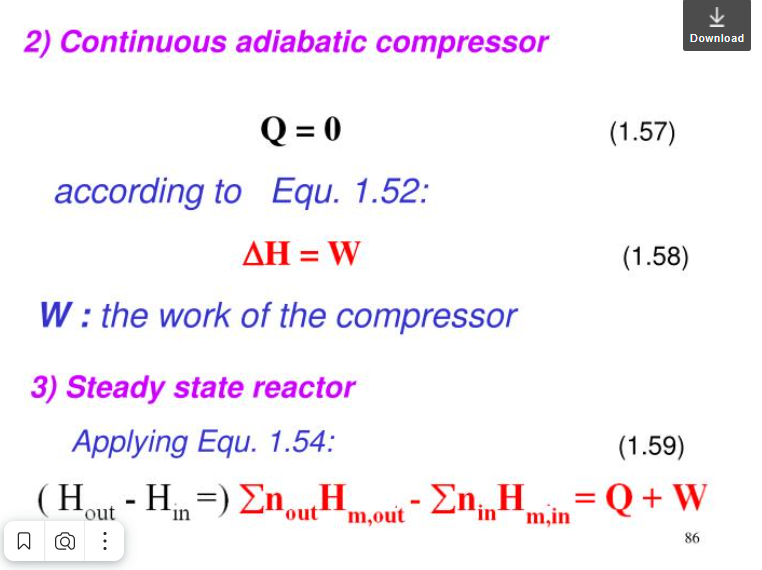 2) Continuous adiabatic compressor
Download
Q = 0 (1.57)
according to Equ. 1.52:
ΔH = W (1.58)
W : the work of the compressor
3) Steady state reactor
Applying Equ. 1.54: (1.59)
( Hout - Hin =) ΣnoutHm,out - ΣninHm,in = Q + W
86